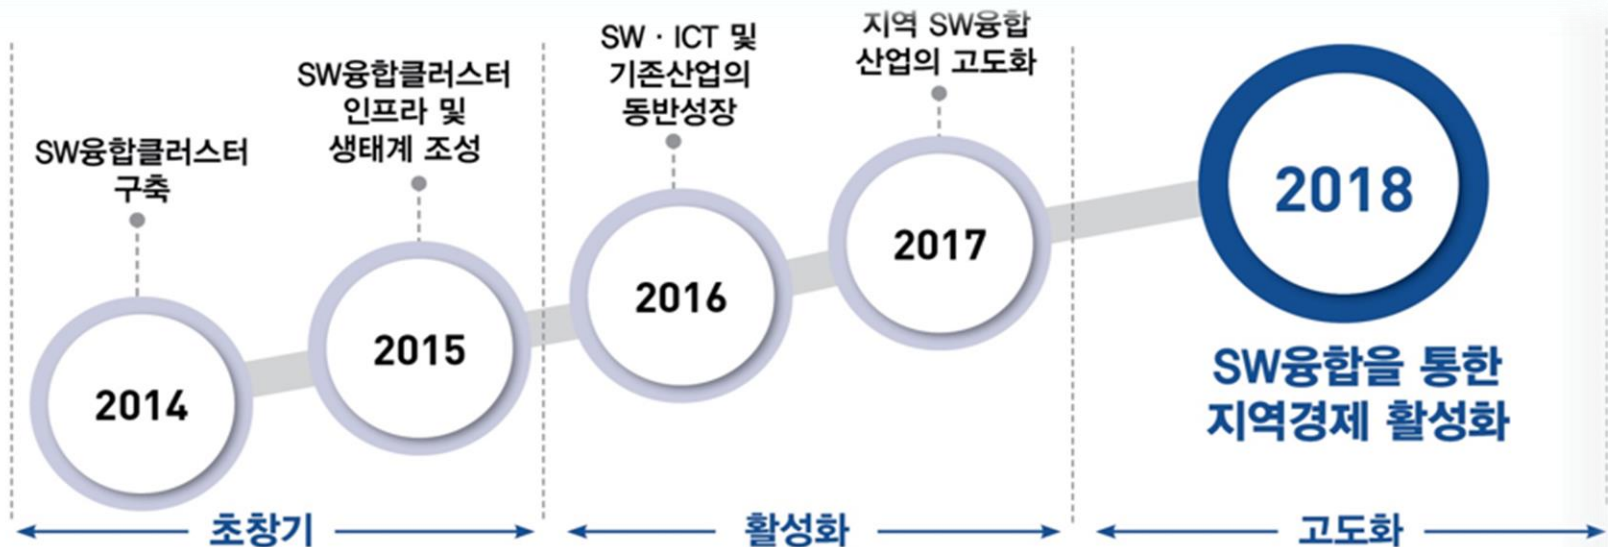 SW융합클러스터
구축
2014
SW융합클러스터
인프라 및
생태계 조성
2015
SW · ICT 및
기존산업의
동반성장
2016
지역 SW융합
산업의 고도화
2017
2018
SW융합을 통한
지역경제 활성화
초창기
활성화
고도화